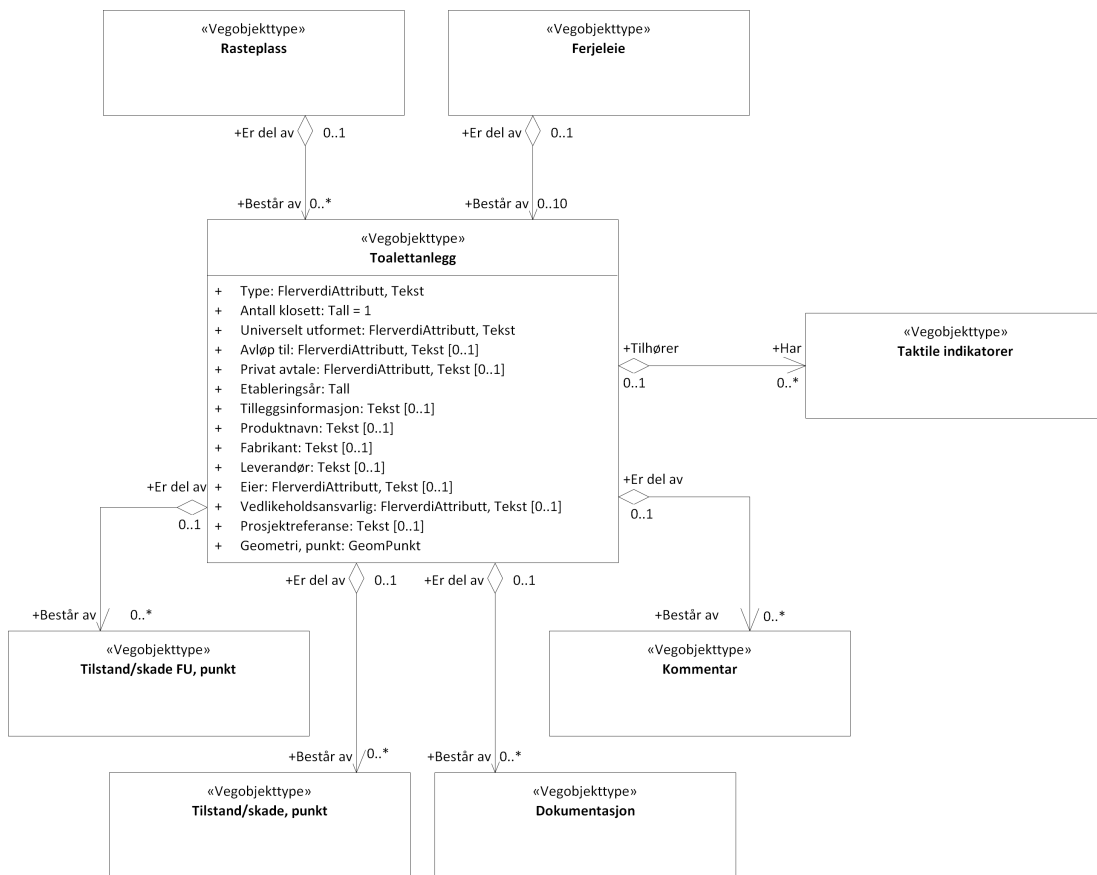 «Vegobjekttype»
Rasteplass
«Vegobjekttype»
Ferjeleie
+Er del av 0..1
+Er del av 0..1
+Består av 0..*
+Består av 0..10
«Vegobjekttype»
Toalettanlegg
+ Type: FlerverdiAttributt, Tekst
+ Antall klosett: Tall = 1
+ Universelt utformet: FlerverdiAttributt, Tekst
+ Avløp til: FlerverdiAttributt, Tekst [0..1]
+ Privat avtale: FlerverdiAttributt, Tekst [0..1]
+ Etableringsår: Tall
+ Tilleggsinformasjon: Tekst [0..1]
+ Produktnavn: Tekst [0..1]
+ Fabrikant: Tekst [0..1]
+ Leverandør: Tekst [0..1]
+ Eier: FlerverdiAttributt, Tekst [0..1]
+ Vedlikeholdsansvarlig: FlerverdiAttributt, Tekst [0..1]
+ Prosjektreferanse: Tekst [0..1]
+ Geometri, punkt: GeomPunkt
+Tilhører
0..1
+Har
0..*
«Vegobjekttype»
Taktile indikatorer
+Er del av
0..1
+Er del av
0..1
+Er del av 0..1
+Er del av 0..1
+Består av 0..*
+Består av 0..*
«Vegobjekttype»
Tilstand/skade FU, punkt
«Vegobjekttype»
Kommentar
+Består av 0..*
+Består av 0..*
«Vegobjekttype»
Tilstand/skade, punkt
«Vegobjekttype»
Dokumentasjon